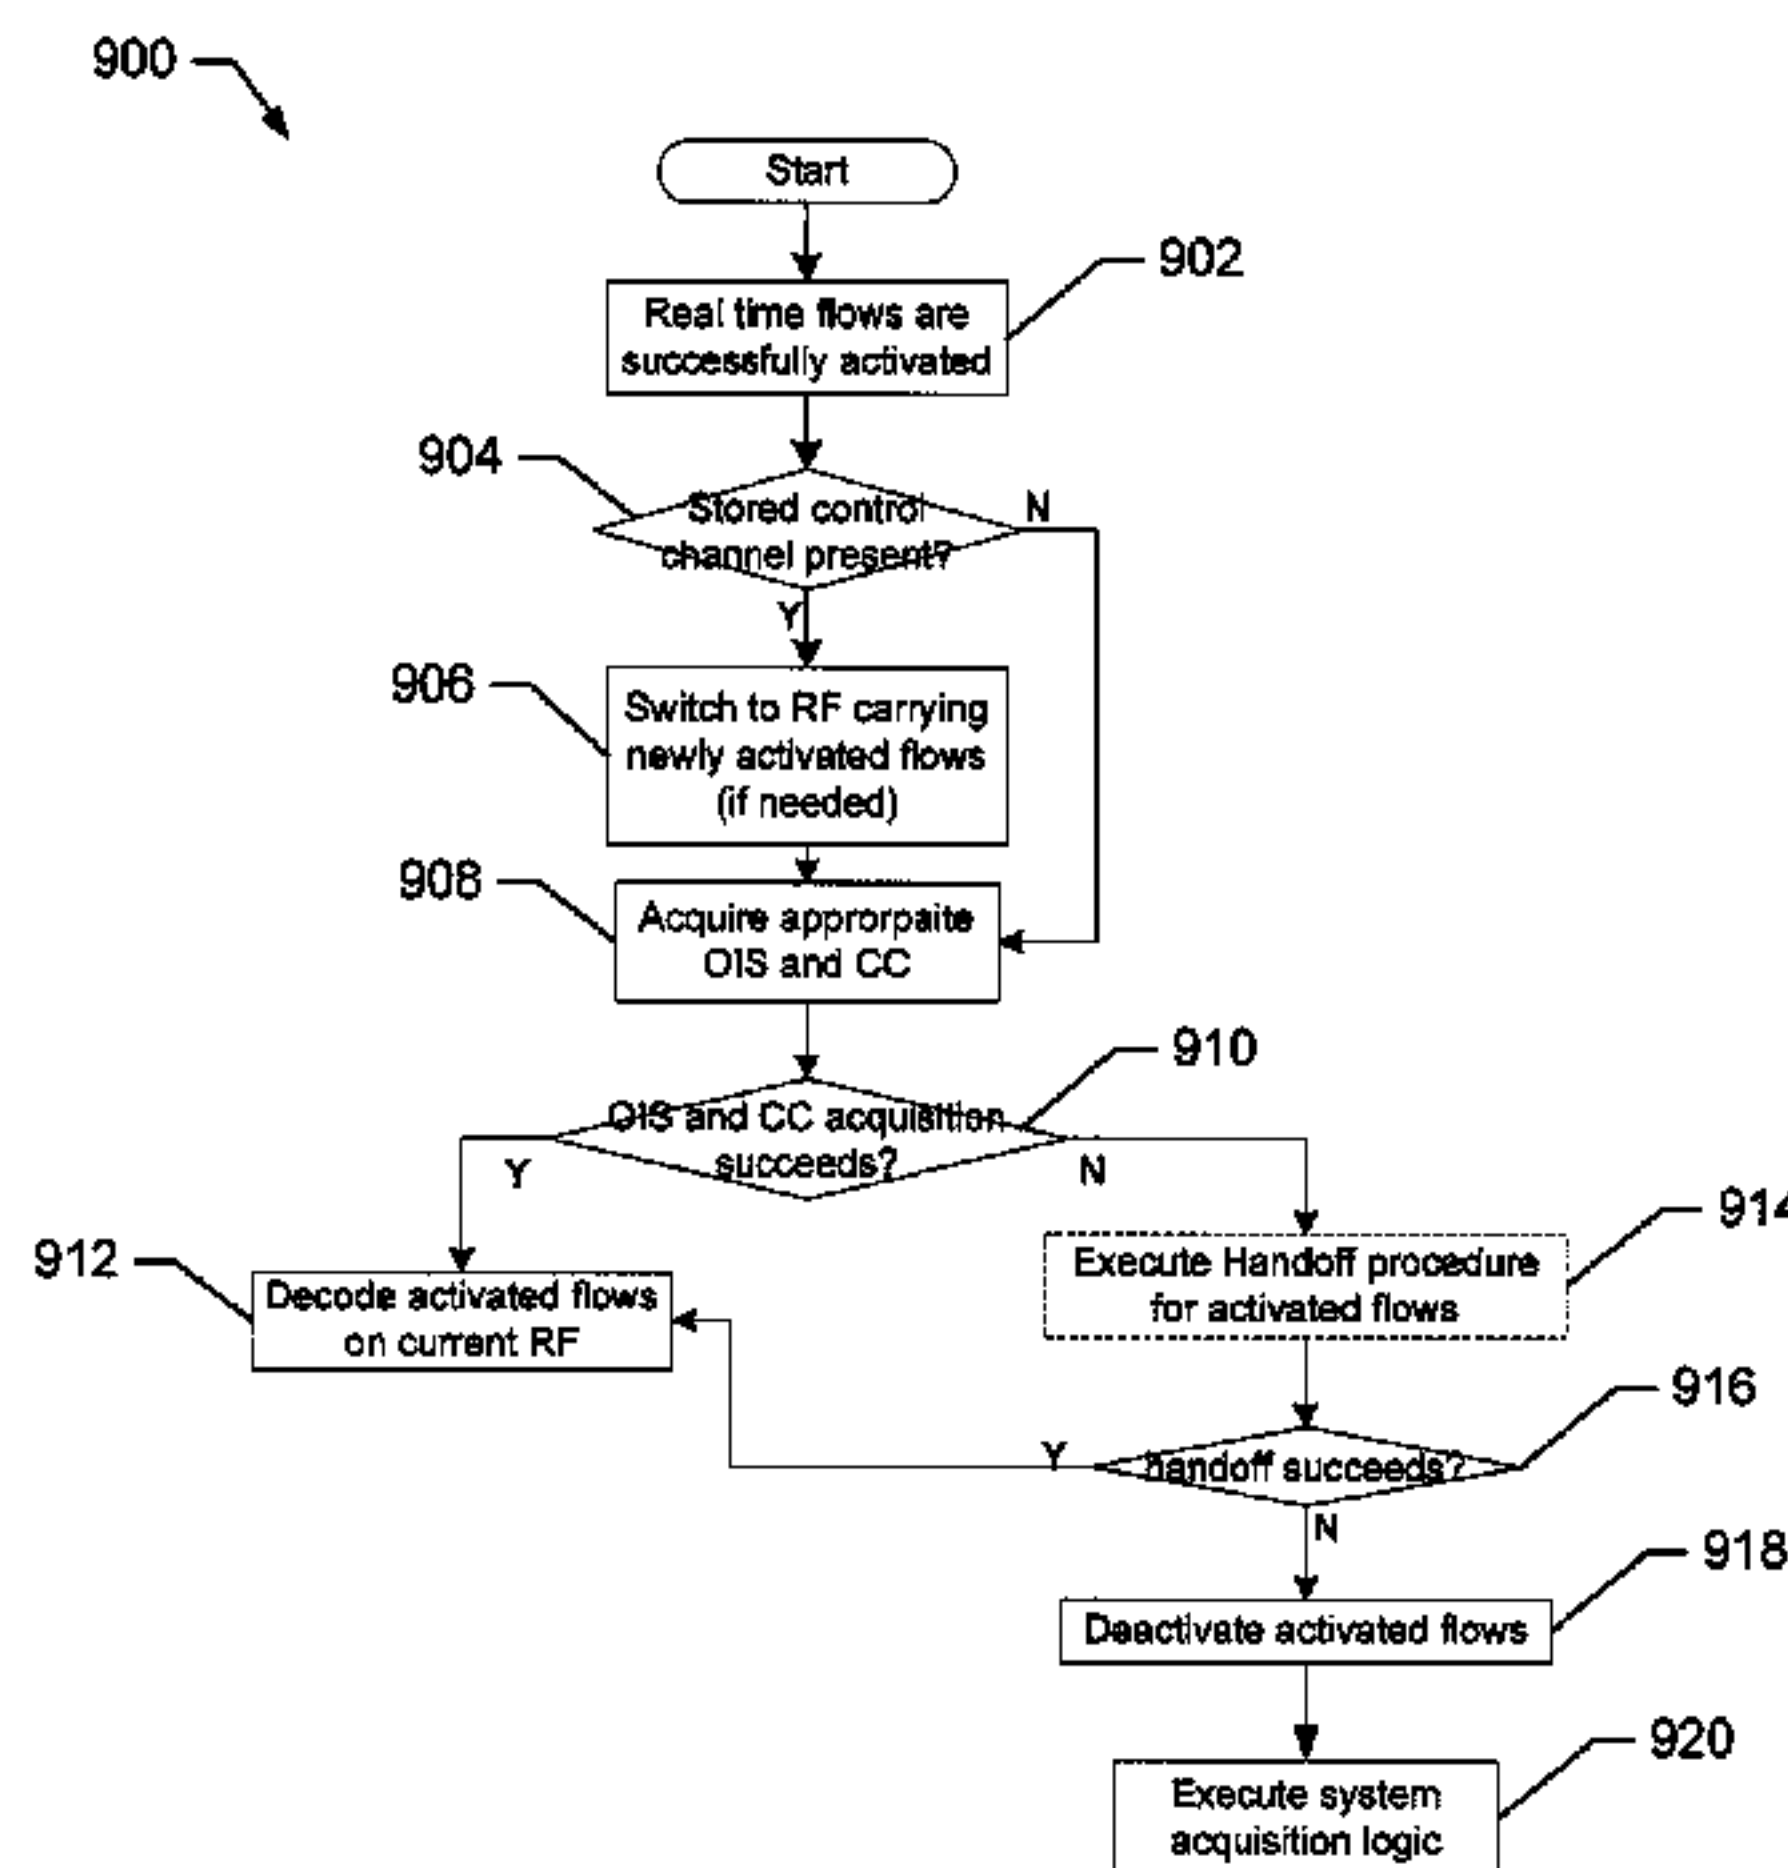 900
Start
902
Real time flows are
successfully activated
904
Stored control
channel present?
N
Y
906
Switch to RF carrying
newly activated flows
(if needed)
908
Acquire approrpaite
OIS and CC
910
OIS and CC acquisition
succeeds?
Y
N
914
912
Execute Handoff procedure
for activated flows
Decode activated flows
on current RF
916
Y
handoff succeeds?
N
918
Deactivate activated flows
920
Execute system
acquisition logic